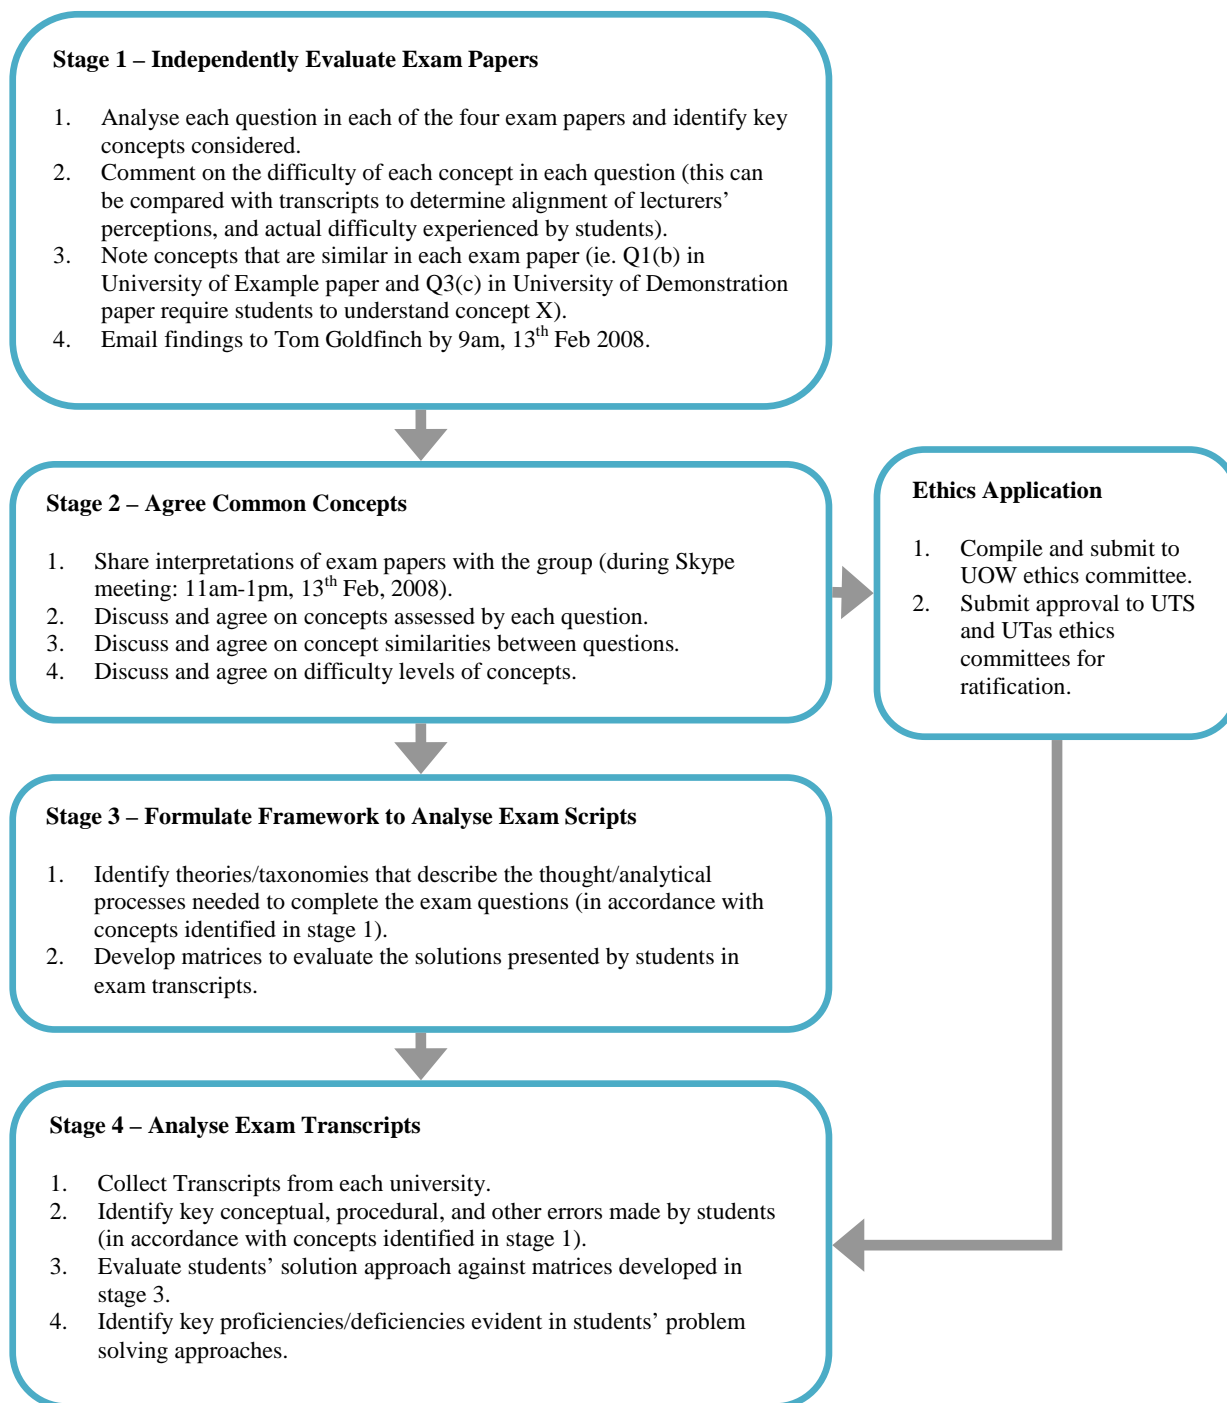 Stage 1 – Independently Evaluate Exam Papers
1. Analyse each question in each of the four exam papers and identify key
concepts considered.
2. Comment on the difficulty of each concept in each question (this can
be compared with transcripts to determine alignment of lecturers’
perceptions, and actual difficulty experienced by students).
3. Note concepts that are similar in each exam paper (ie. Q1(b) in
University of Example paper and Q3(c) in University of Demonstration
paper require students to understand concept X).
4. Email findings to Tom Goldfinch by 9am, 13th Feb 2008.
Stage 2 – Agree Common Concepts
1. Share interpretations of exam papers with the group (during Skype
meeting: 11am-1pm, 13th Feb, 2008).
2. Discuss and agree on concepts assessed by each question.
3. Discuss and agree on concept similarities between questions.
4. Discuss and agree on difficulty levels of concepts.
Ethics Application
1. Compile and submit to
UOW ethics committee.
2. Submit approval to UTS
and UTas ethics
committees for
ratification.
Stage 3 – Formulate Framework to Analyse Exam Scripts
1. Identify theories/taxonomies that describe the thought/analytical
processes needed to complete the exam questions (in accordance with
concepts identified in stage 1).
2. Develop matrices to evaluate the solutions presented by students in
exam transcripts.
Stage 4 – Analyse Exam Transcripts
1. Collect Transcripts from each university.
2. Identify key conceptual, procedural, and other errors made by students
(in accordance with concepts identified in stage 1).
3. Evaluate students’ solution approach against matrices developed in
stage 3.
4. Identify key proficiencies/deficiencies evident in students’ problem
solving approaches.